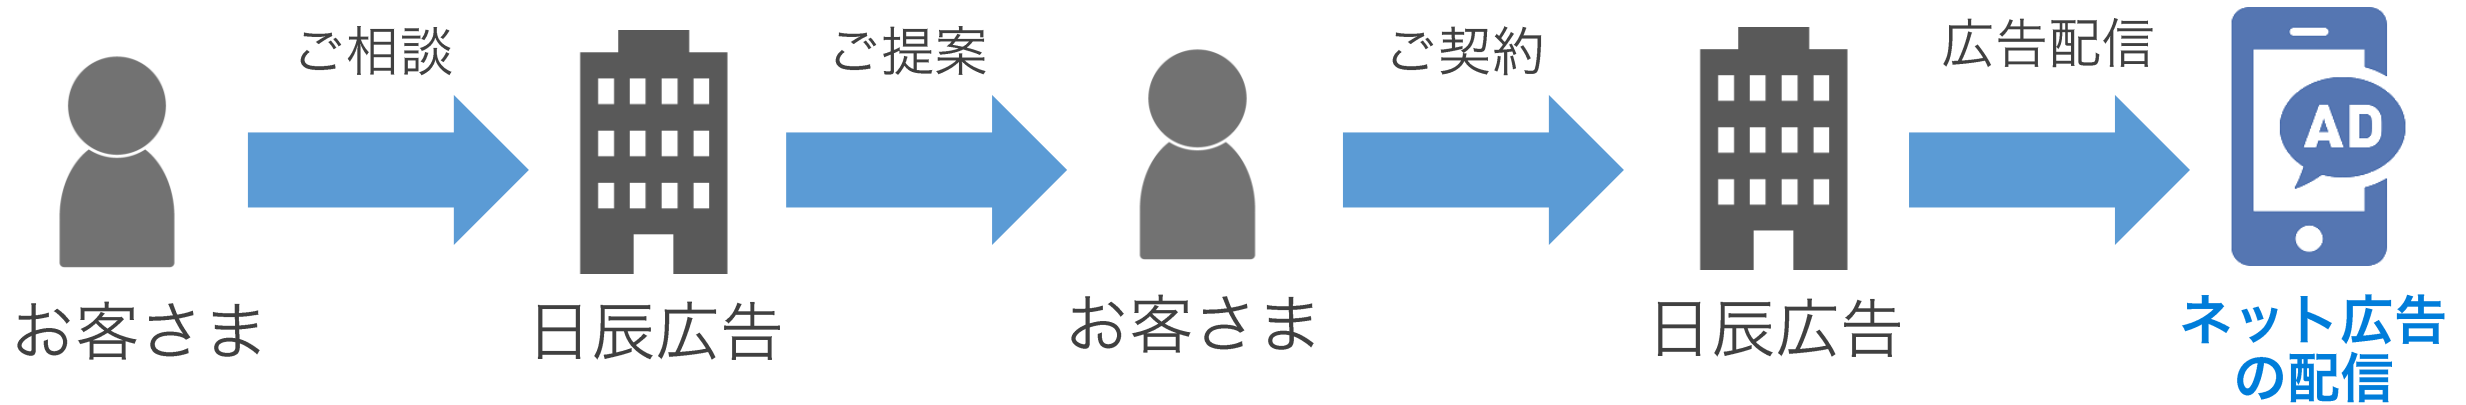 ご相談
ご提案
ご契約
広告配信
AD
お客さま
日辰広告
お客さま
日辰広告
ネット広告
の配信